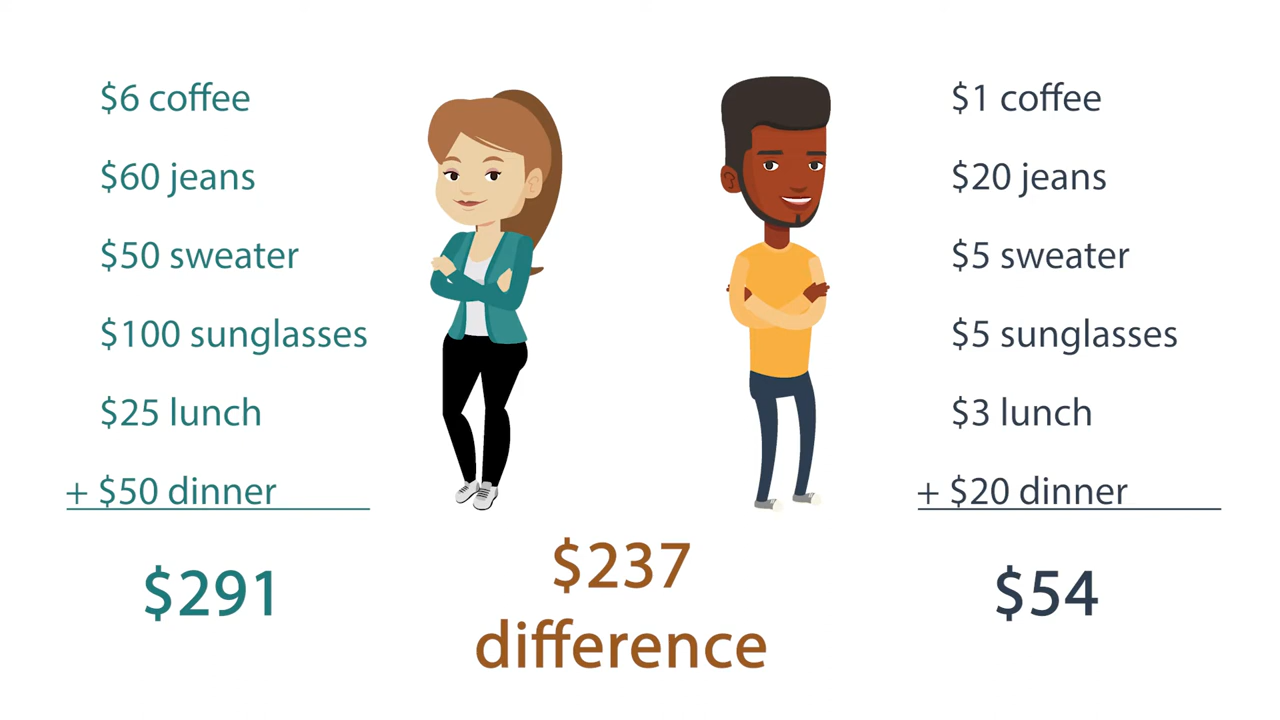 $6 coffee
$60 jeans
$50 sweater
$100 sunglasses
$25 lunch
+ $50 dinner
$291
$237
difference
$1 coffee
$20 jeans
$5 sweater
$5 sunglasses
$3 lunch
+ $20 dinner
$54